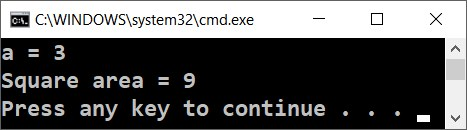 C:\WINDOWS\system32\cmd.exe
a = 3
Square area = 9
Press any key to continue . . .